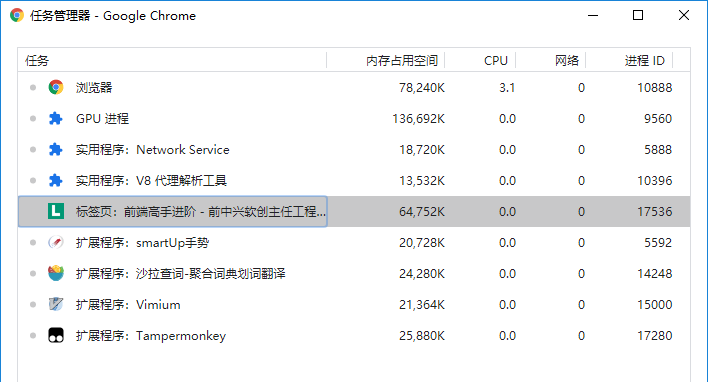 任务管理器 - Google Chrome
任务 内存占用空间 CPU 网络 进程 ID
浏览器 78,240K 3.1 0 10888
GPU 进程 136,692K 0.0 0 9560
实用程序：Network Service 18,720K 0.0 0 5888
实用程序：V8 代理解析工具 13,532K 0.0 0 10396
标签页：前端高手进阶 - 前中兴软创主任工程... 64,752K 0.0 0 17536
扩展程序：smartUp手势 20,728K 0.0 0 5592
扩展程序：沙拉查词-聚合词典划词翻译 24,280K 0.0 0 14248
扩展程序：Vimium 21,364K 0.0 0 15000
扩展程序：Tampermonkey 25,880K 0.0 0 17280